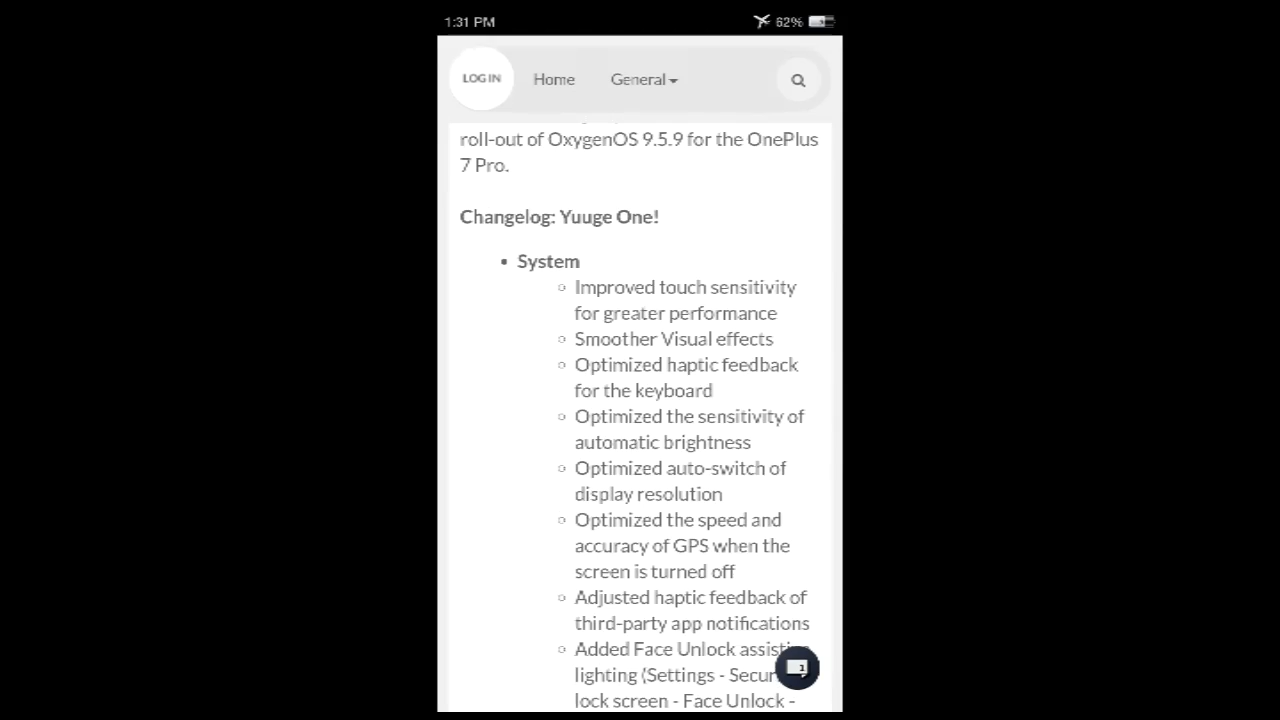 1:31 PM 62%
LOG IN Home General
roll-out of OxygenOS 9.5.9 for the OnePlus
7 Pro.
Changelog: Yuuge One!
System
Improved touch sensitivity
for greater performance
Smoother Visual effects
Optimized haptic feedback
for the keyboard
Optimized the sensitivity of
automatic brightness
Optimized auto-switch of
display resolution
Optimized the speed and
accuracy of GPS when the
screen is turned off
Adjusted haptic feedback of
third-party app notifications
Added Face Unlock
lighting (Settings -
1
lock screen - Face Unlock -